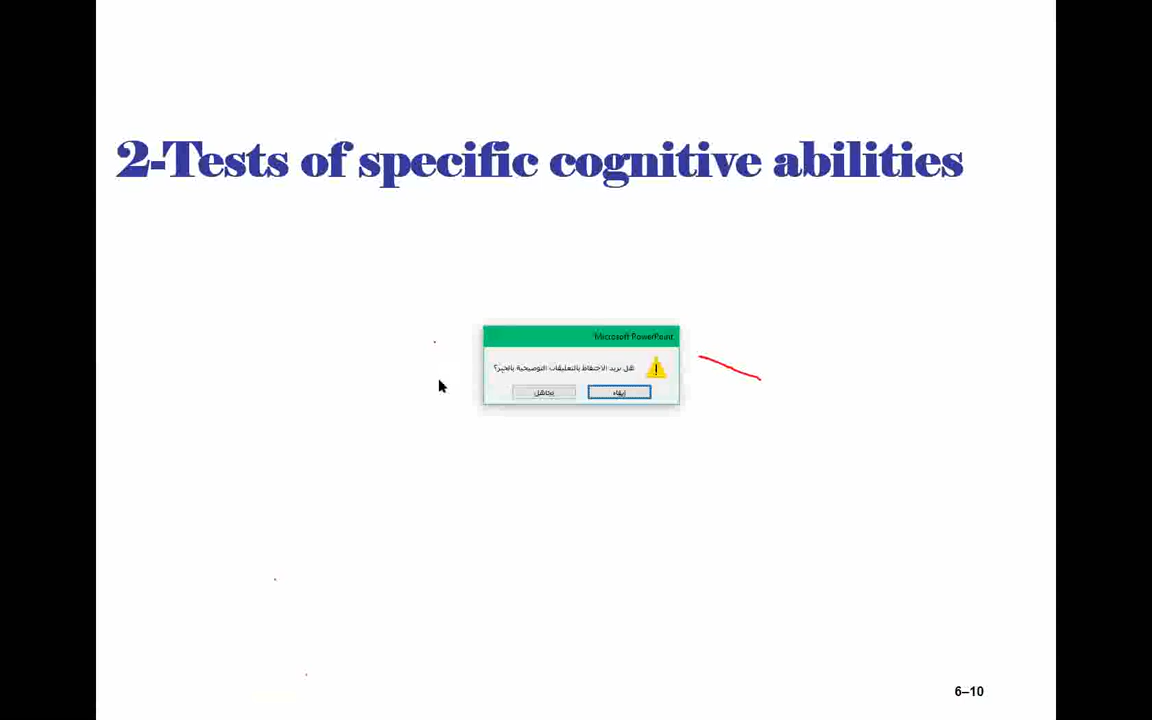 2-Tests of specific cognitive abilities
Microsoft PowerPoint
هل تريد الاحتفاظ بالتعليقات التوضيحية بالحبر؟
إبقاء
تجاهل
6–10